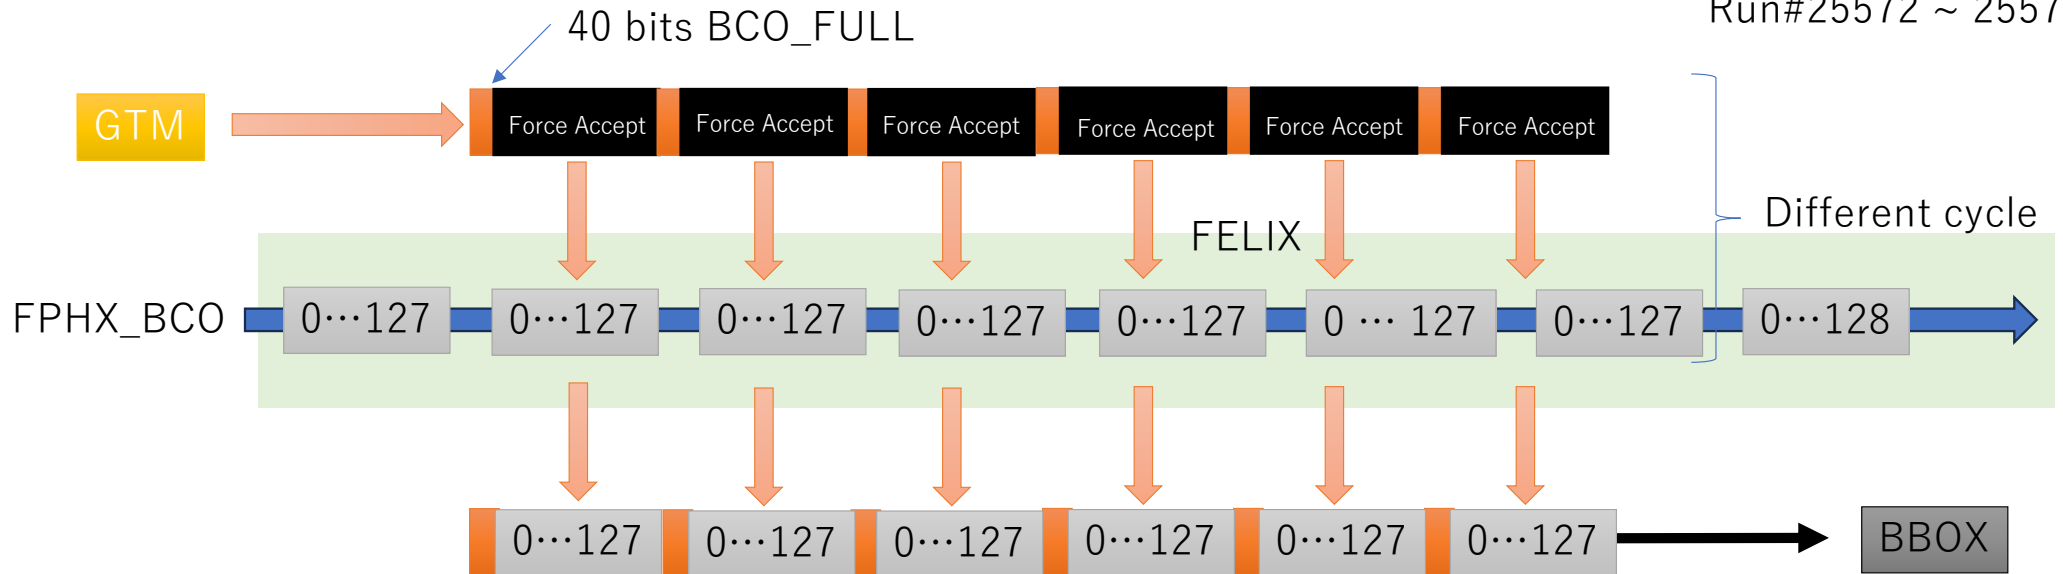 Run#25572 ~ 2557
40 bits BCO_FULL
GTM
Force Accept
Force Accept
Force Accept
Force Accept
Force Accept
Force Accept
Different cycle
FELIX
FPHX_BCO
0…127
0…127
0…127
0…127
0…127
0 … 127
0…127
0…128
0…127
0…127
0…127
0…127
0…127
0…127
BBOX